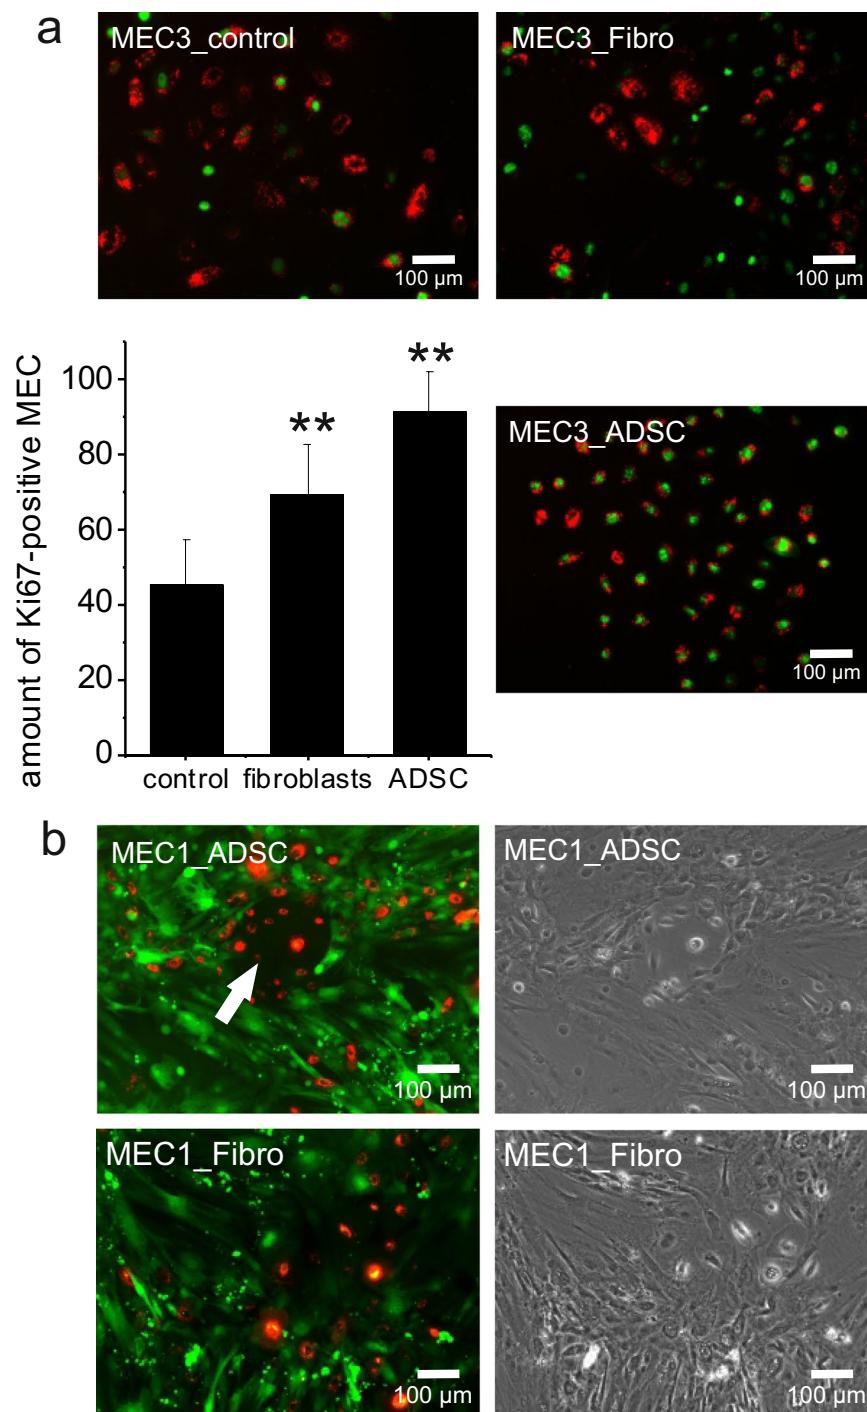 a
MEC3_control
MEC3_Fibro
100 µm
100 µm
amount of Ki67-positive MEC
100
80
60
40
20
0
**
**
control fibroblasts ADSC
MEC3_ADSC
100 µm
b
MEC1_ADSC
MEC1_ADSC
100 µm
100 µm
MEC1_Fibro
MEC1_Fibro
100 µm
100 µm